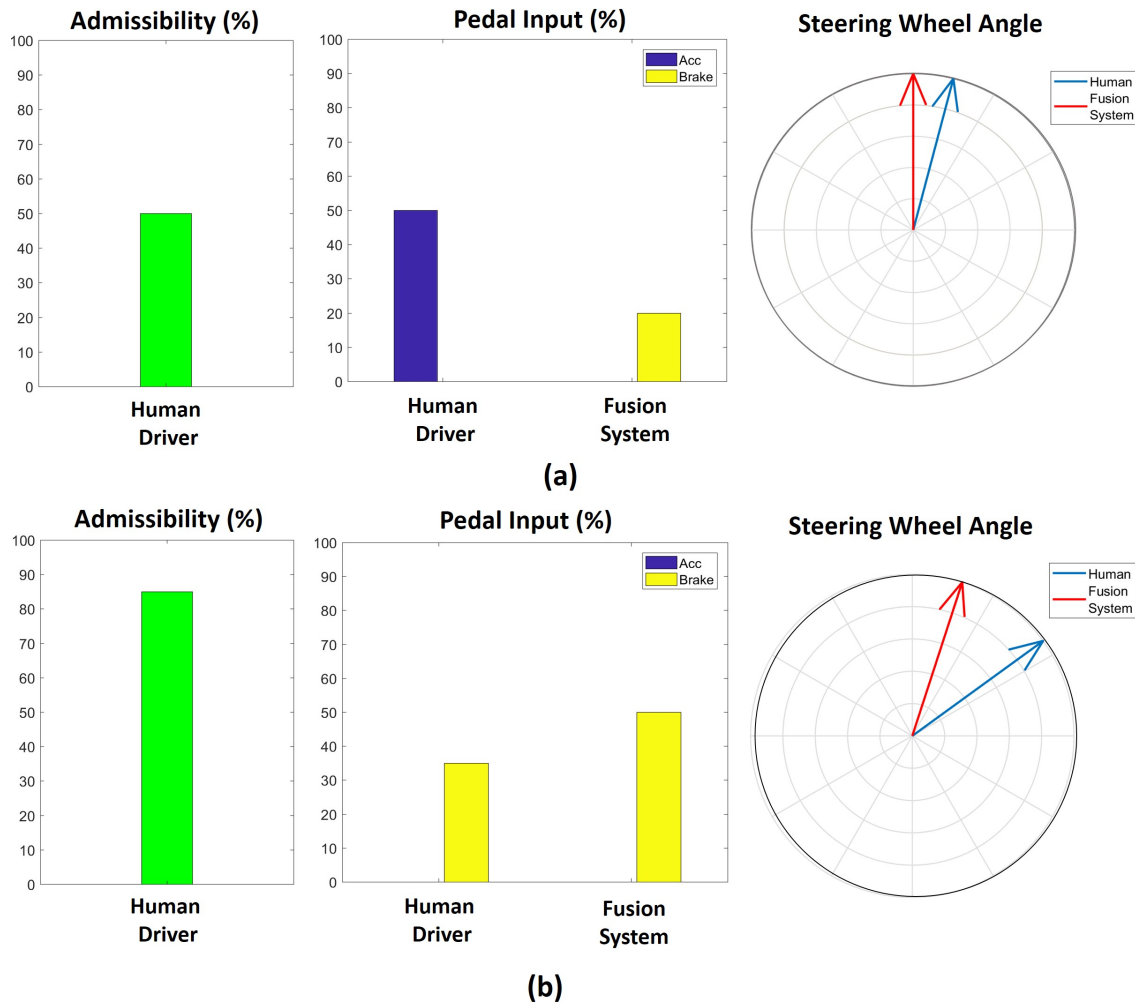 Admissibility (%)
100
90
80
70
60
50
40
30
20
10
0
Human
Driver
Pedal Input (%)
100
90
80
70
60
50
40
30
20
10
0
Acc
Brake
Human
Driver
Fusion
System
Steering Wheel Angle
Human
Fusion
System
(a)
Admissibility (%)
100
90
80
70
60
50
40
30
20
10
0
Human
Driver
Pedal Input (%)
100
90
80
70
60
50
40
30
20
10
0
Acc
Brake
Human
Driver
Fusion
System
Steering Wheel Angle
Human
Fusion
System
(b)